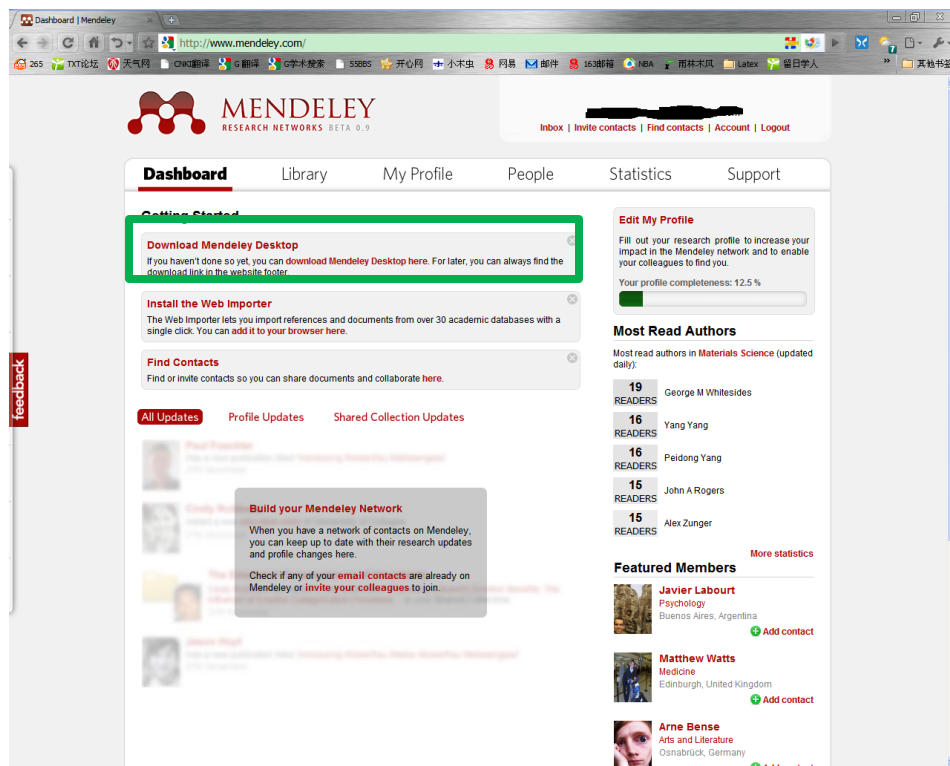 Dashboard | Mendeley
http://www.mendeley.com/
265 TXT论坛 天气网 CNKI翻译 G翻译 G学术搜索 55BBS 开心网 小木虫 网易 邮件 163邮箱 NBA 雨林木风 Latex 留日学人 » 其他书签
MENDELEY
RESEARCH NETWORKS BETA 0.9
Inbox | Invite contacts | Find contacts | Account | Logout
Dashboard Library My Profile People Statistics Support
Getting Started
Download Mendeley Desktop
If you haven't done so yet, you can download Mendeley Desktop here. For later, you can always find the
download link in the website footer.
Install the Web Importer
The Web Importer lets you import references and documents from over 30 academic databases with a
single click. You can add it to your browser here.
Find Contacts
Find or invite contacts so you can share documents and collaborate here.
All Updates Profile Updates Shared Collection Updates
Build your Mendeley Network
When you have a network of contacts on Mendeley,
you can keep up to date with their research updates
and profile changes here.
Check if any of your email contacts are already on
Mendeley or invite your colleagues to join.
Edit My Profile
Fill out your research profile to increase your
impact in the Mendeley network and to enable
your colleagues to find you.
Your profile completeness: 12.5 %
Most Read Authors
Most read authors in Materials Science (updated
daily):
19 READERS George M Whitesides
16 READERS Yang Yang
16 READERS Peidong Yang
15 READERS John A Rogers
15 READERS Alex Zunger
More statistics
Featured Members
Javier Labourt
Psychology
Buenos Aires, Argentina
Add contact
Matthew Watts
Medicine
Edinburgh, United Kingdom
Add contact
Arne Bense
Arts and Literature
Osnabrück, Germany
Add contact
feedback